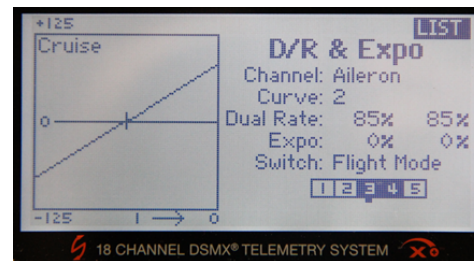 +125
LIST
Cruise
D/R & Expo
Channel: Aileron
Curve: 2
0
Dual Rate: 85% 85%
Expo: 0% 0%
Switch: Flight Mode
1 2 3 4 5
-125 I → 0
18 CHANNEL DSMX® TELEMETRY SYSTEM X+